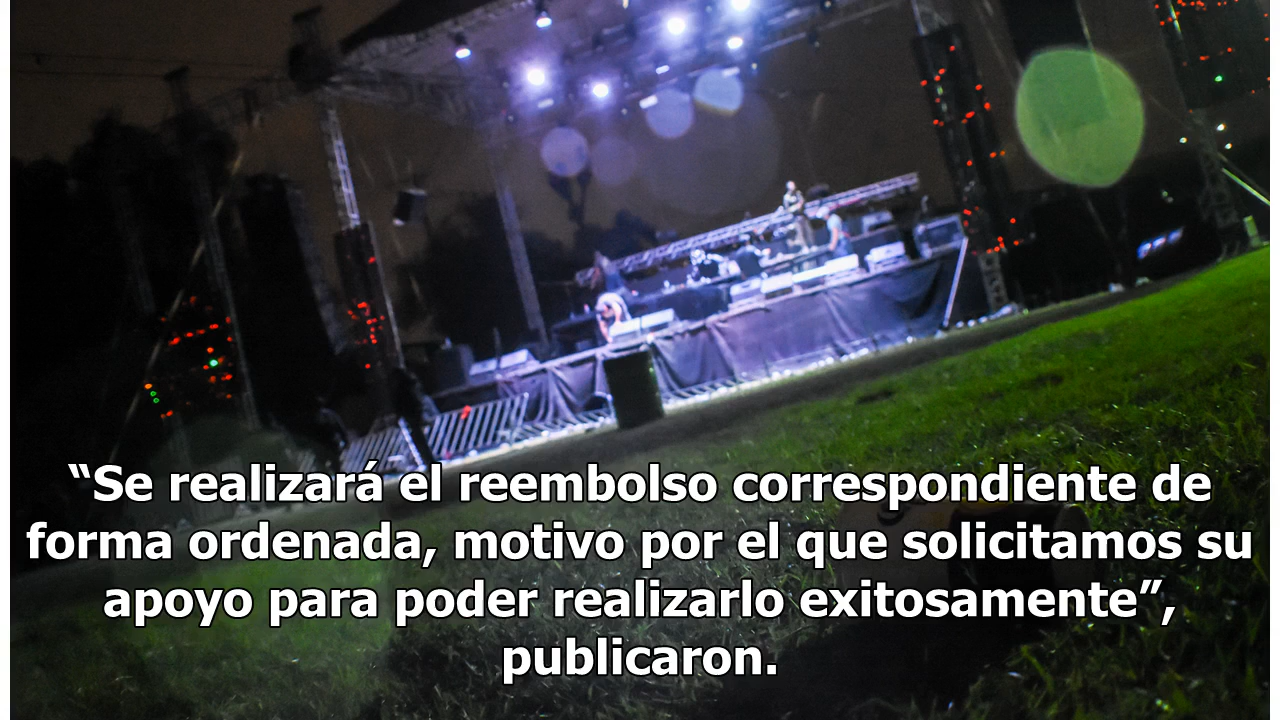 “Se realizará el reembolso correspondiente de
forma ordenada, motivo por el que solicitamos su
apoyo para poder realizarlo exitosamente”,
publicaron.